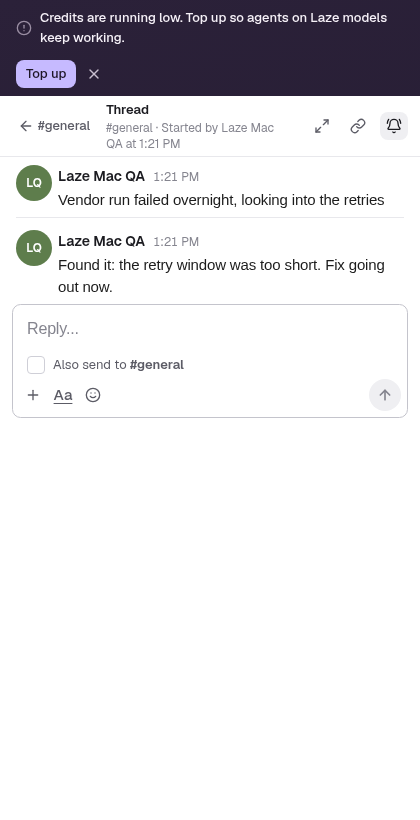 Credits are running low. Top up so agents on Laze models
keep working.
Top up
#general
Thread
#general · Started by Laze Mac
QA at 1:21 PM
LQ
Laze Mac QA 1:21 PM
Vendor run failed overnight, looking into the retries
LQ
Laze Mac QA 1:21 PM
Found it: the retry window was too short. Fix going
out now.
Reply...
Also send to #general
Aa